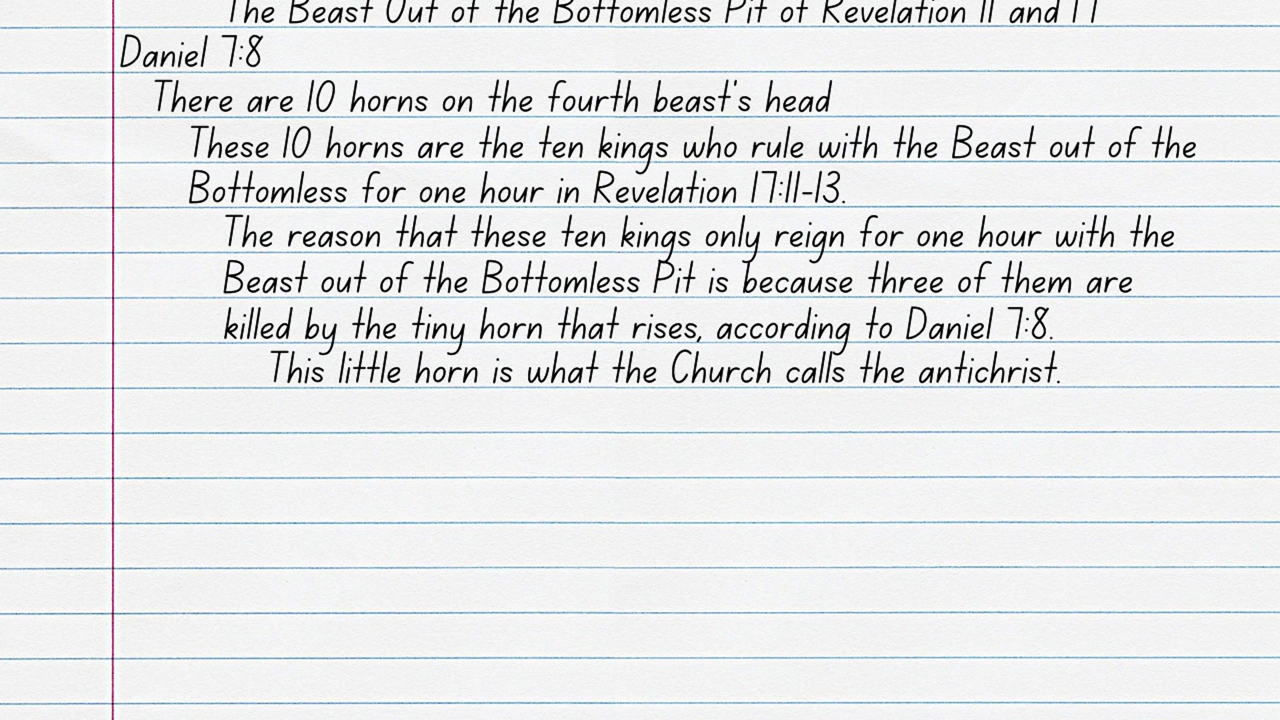 The Beast Out of the Bottomless Pit of Revelation 11 and 17
Daniel 7:8
There are 10 horns on the fourth beast's head
These 10 horns are the ten kings who rule with the Beast out of the
Bottomless for one hour in Revelation 17:11-13.
The reason that these ten kings only reign for one hour with the
Beast out of the Bottomless Pit is because three of them are
killed by the tiny horn that rises, according to Daniel 7:8.
This little horn is what the Church calls the antichrist.